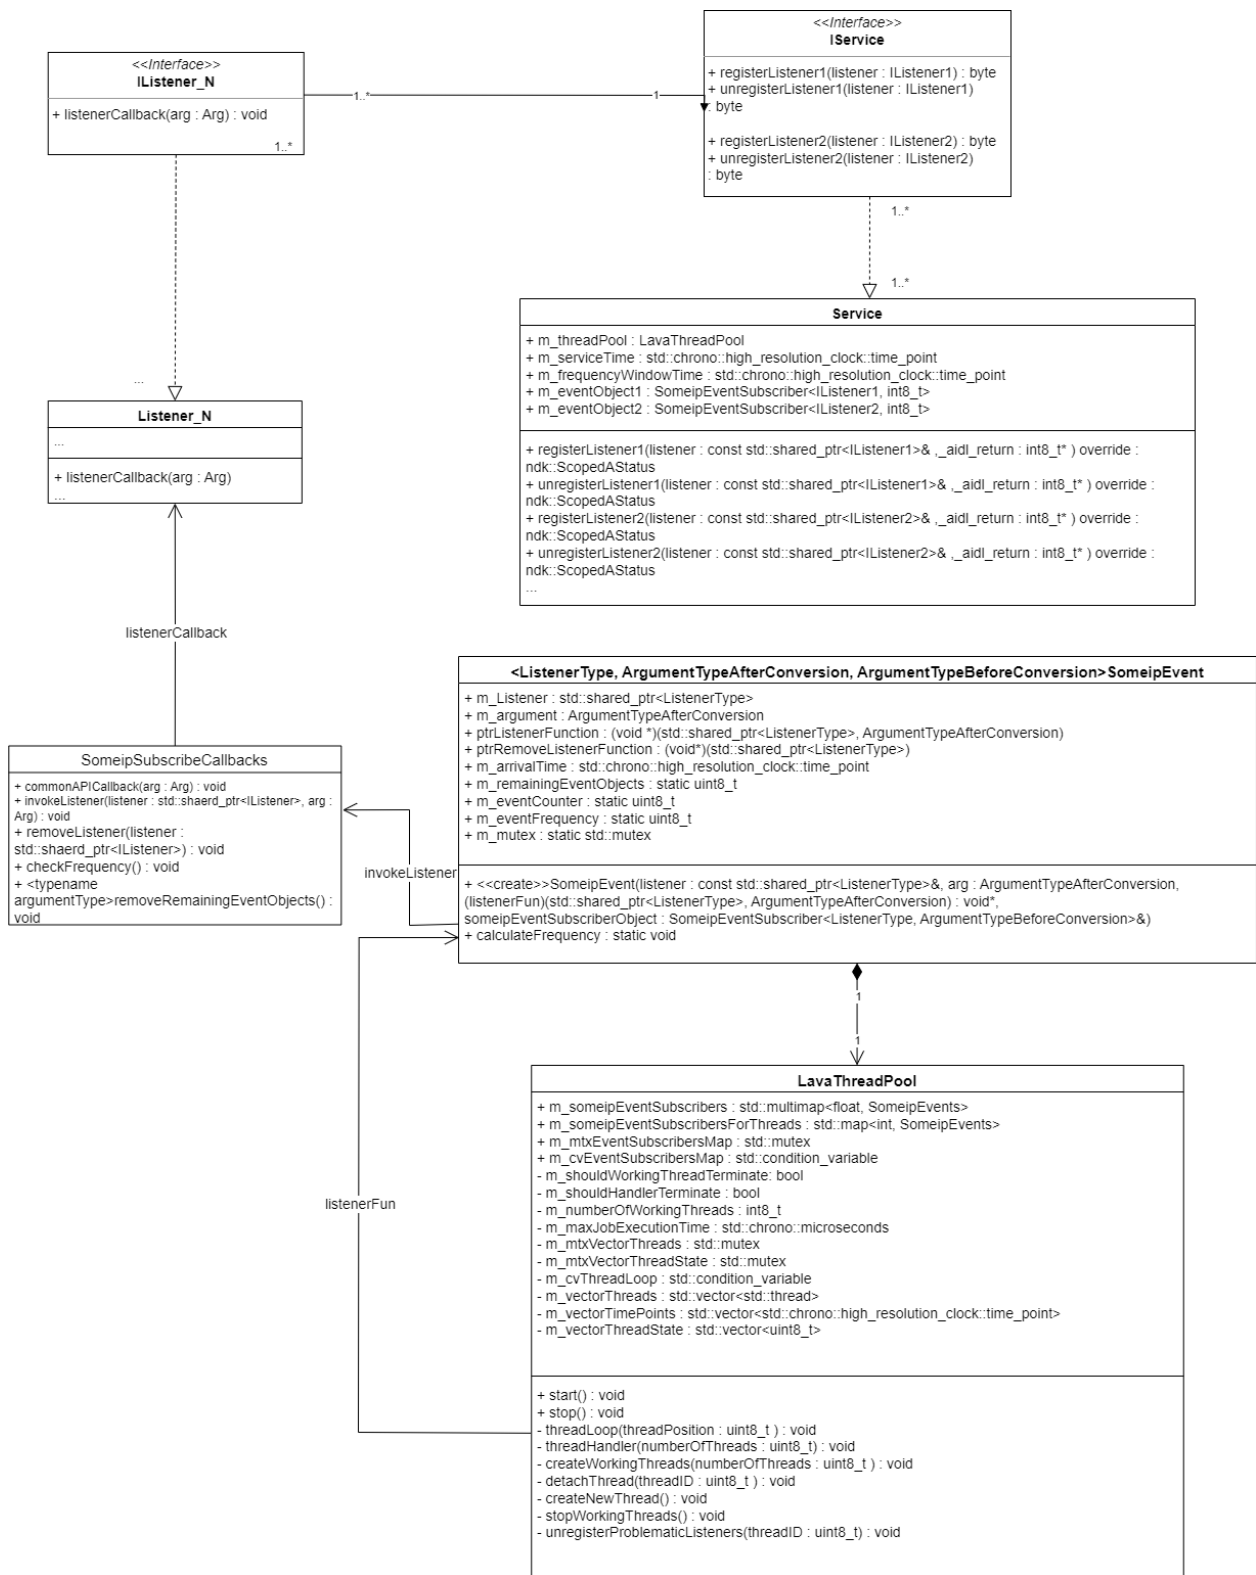 <<Interface>>
IService
+ registerListener1(listener : IListener1) : byte
+ unregisterListener1(listener : IListener1)
: byte
+ registerListener2(listener : IListener2) : byte
+ unregisterListener2(listener : IListener2)
: byte
<<Interface>>
IListener_N
+ listenerCallback(arg : Arg) : void
1..*
1..*
1
1..*
1..*
...
Service
+ m_threadPool : LavaThreadPool
+ m_serviceTime : std::chrono::high_resolution_clock::time_point
+ m_frequencyWindowTime : std::chrono::high_resolution_clock::time_point
+ m_eventObject1 : SomeipEventSubscriber<IListener1, int8_t>
+ m_eventObject2 : SomeipEventSubscriber<IListener2, int8_t>
+ registerListener1(listener : const std::shared_ptr<IListener1>& ,_aidl_return : int8_t* ) override :
ndk::ScopedAStatus
+ unregisterListener1(listener : const std::shared_ptr<IListener1>& ,_aidl_return : int8_t* ) override :
ndk::ScopedAStatus
+ registerListener2(listener : const std::shared_ptr<IListener2>& ,_aidl_return : int8_t* ) override :
ndk::ScopedAStatus
+ unregisterListener2(listener : const std::shared_ptr<IListener2>& ,_aidl_return : int8_t* ) override :
ndk::ScopedAStatus
...
Listener_N
...
+ listenerCallback(arg : Arg)
...
listenerCallback
<ListenerType, ArgumentTypeAfterConversion, ArgumentTypeBeforeConversion>SomeipEvent
+ m_Listener : std::shared_ptr<ListenerType>
+ m_argument : ArgumentTypeAfterConversion
+ ptrListenerFunction : (void *)(std::shared_ptr<ListenerType>, ArgumentTypeAfterConversion)
+ ptrRemoveListenerFunction : (void*)(std::shared_ptr<ListenerType>)
+ m_arrivalTime : std::chrono::high_resolution_clock::time_point
+ m_remainingEventObjects : static uint8_t
+ m_eventCounter : static uint8_t
+ m_eventFrequency : static uint8_t
+ m_mutex : static std::mutex
+ <<create>>SomeipEvent(listener : const std::shared_ptr<ListenerType>&, arg : ArgumentTypeAfterConversion,
(listenerFun)(std::shared_ptr<ListenerType>, ArgumentTypeAfterConversion) : void*,
someipEventSubscriberObject : SomeipEventSubscriber<ListenerType, ArgumentTypeBeforeConversion>&)
+ calculateFrequency : static void
SomeipSubscribeCallbacks
+ commonAPICallback(arg : Arg) : void
+ invokeListener(listener : std::shaerd_ptr<IListener>, arg :
Arg) : void
+ removeListener(listener :
std::shaerd_ptr<IListener>) : void
+ checkFrequency() : void
+ <typename
argumentType>removeRemainingEventObjects() :
void
invokeListener
1
1
listenerFun
LavaThreadPool
+ m_someipEventSubscribers : std::multimap<float, SomeipEvents>
+ m_someipEventSubscribersForThreads : std::map<int, SomeipEvents>
+ m_mtxEventSubscribersMap : std::mutex
+ m_cvEventSubscribersMap : std::condition_variable
- m_shouldWorkingThreadTerminate: bool
- m_shouldHandlerTerminate : bool
- m_numberOfWorkingThreads : int8_t
- m_maxJobExecutionTime : std::chrono::microseconds
- m_mtxVectorThreads : std::mutex
- m_mtxVectorThreadState : std::mutex
- m_cvThreadLoop : std::condition_variable
- m_vectorThreads : std::vector<std::thread>
- m_vectorTimePoints : std::vector<std::chrono::high_resolution_clock::time_point>
- m_vectorThreadState : std::vector<uint8_t>
+ start() : void
+ stop() : void
- threadLoop(threadPosition : uint8_t ) : void
- threadHandler(numberOfThreads : uint8_t) : void
- createWorkingThreads(numberOfThreads : uint8_t ) : void
- detachThread(threadID : uint8_t ) : void
- createNewThread() : void
- stopWorkingThreads() : void
- unregisterProblematicListeners(threadID : uint8_t) : void